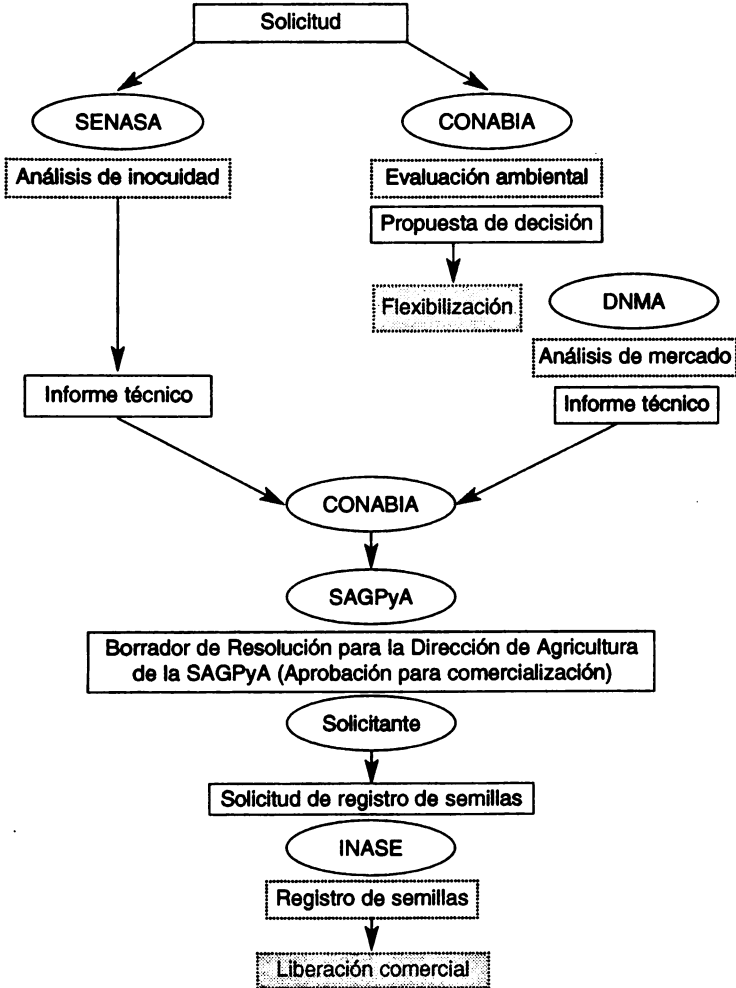 Solicitud
SENASA
CONABIA
Análisis de inocuidad
Evaluación ambiental
Propuesta de decisión
Flexibilización
DNMA
Análisis de mercado
Informe técnico
Informe técnico
CONABIA
SAGPyA
Borrador de Resolución para la Dirección de Agricultura
de la SAGPyA (Aprobación para comercialización)
Solicitante
Solicitud de registro de semillas
INASE
Registro de semillas
Liberación comercial